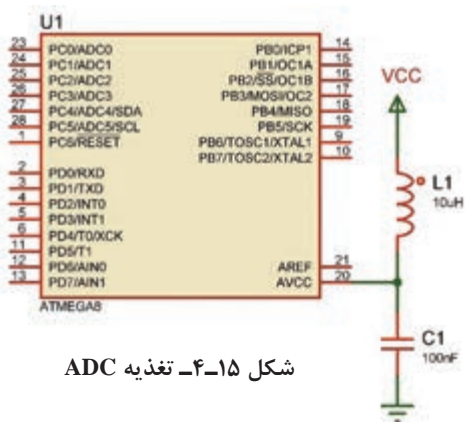 U1
23 PC0/ADC0
24 PC1/ADC1
25 PC2/ADC2
26 PC3/ADC3
27 PC4/ADC4/SDA
28 PC5/ADC5/SCL
1 PC6/RESET
2 PD0/RXD
3 PD1/TXD
4 PD2/INT0
5 PD3/INT1
6 PD4/T0/XCK
11 PD5/T1
12 PD6/AIN0
13 PD7/AIN1
PB0/ICP1 14
PB1/OC1A 15
PB2/SS/OC1B 16
PB3/MOSI/OC2 17
PB4/MISO 18
PB5/SCK 19
PB6/TOSC1/XTAL1 9
PB7/TOSC2/XTAL2 10
AREF 21
AVCC 20
ATMEGA8
VCC
L1
10uH
C1
100nF
شکل ۱۵ـ۴ـ تغذیه ADC